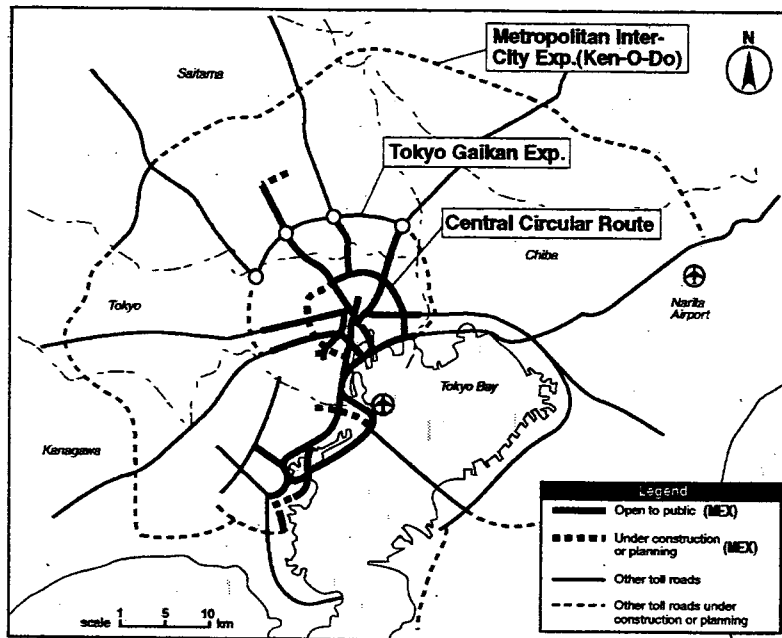 Metropolitan Inter-
City Exp.(Ken-O-Do)
N
Saitama
Tokyo Gaikan Exp.
Central Circular Route
Chiba
Narita
Airport
Tokyo
Tokyo Bay
Kanagawa
Legend
Open to public (MEX)
Under construction
or planning (MEX)
Other toll roads
Other toll roads under
construction or planning
scale 1 5 10
km